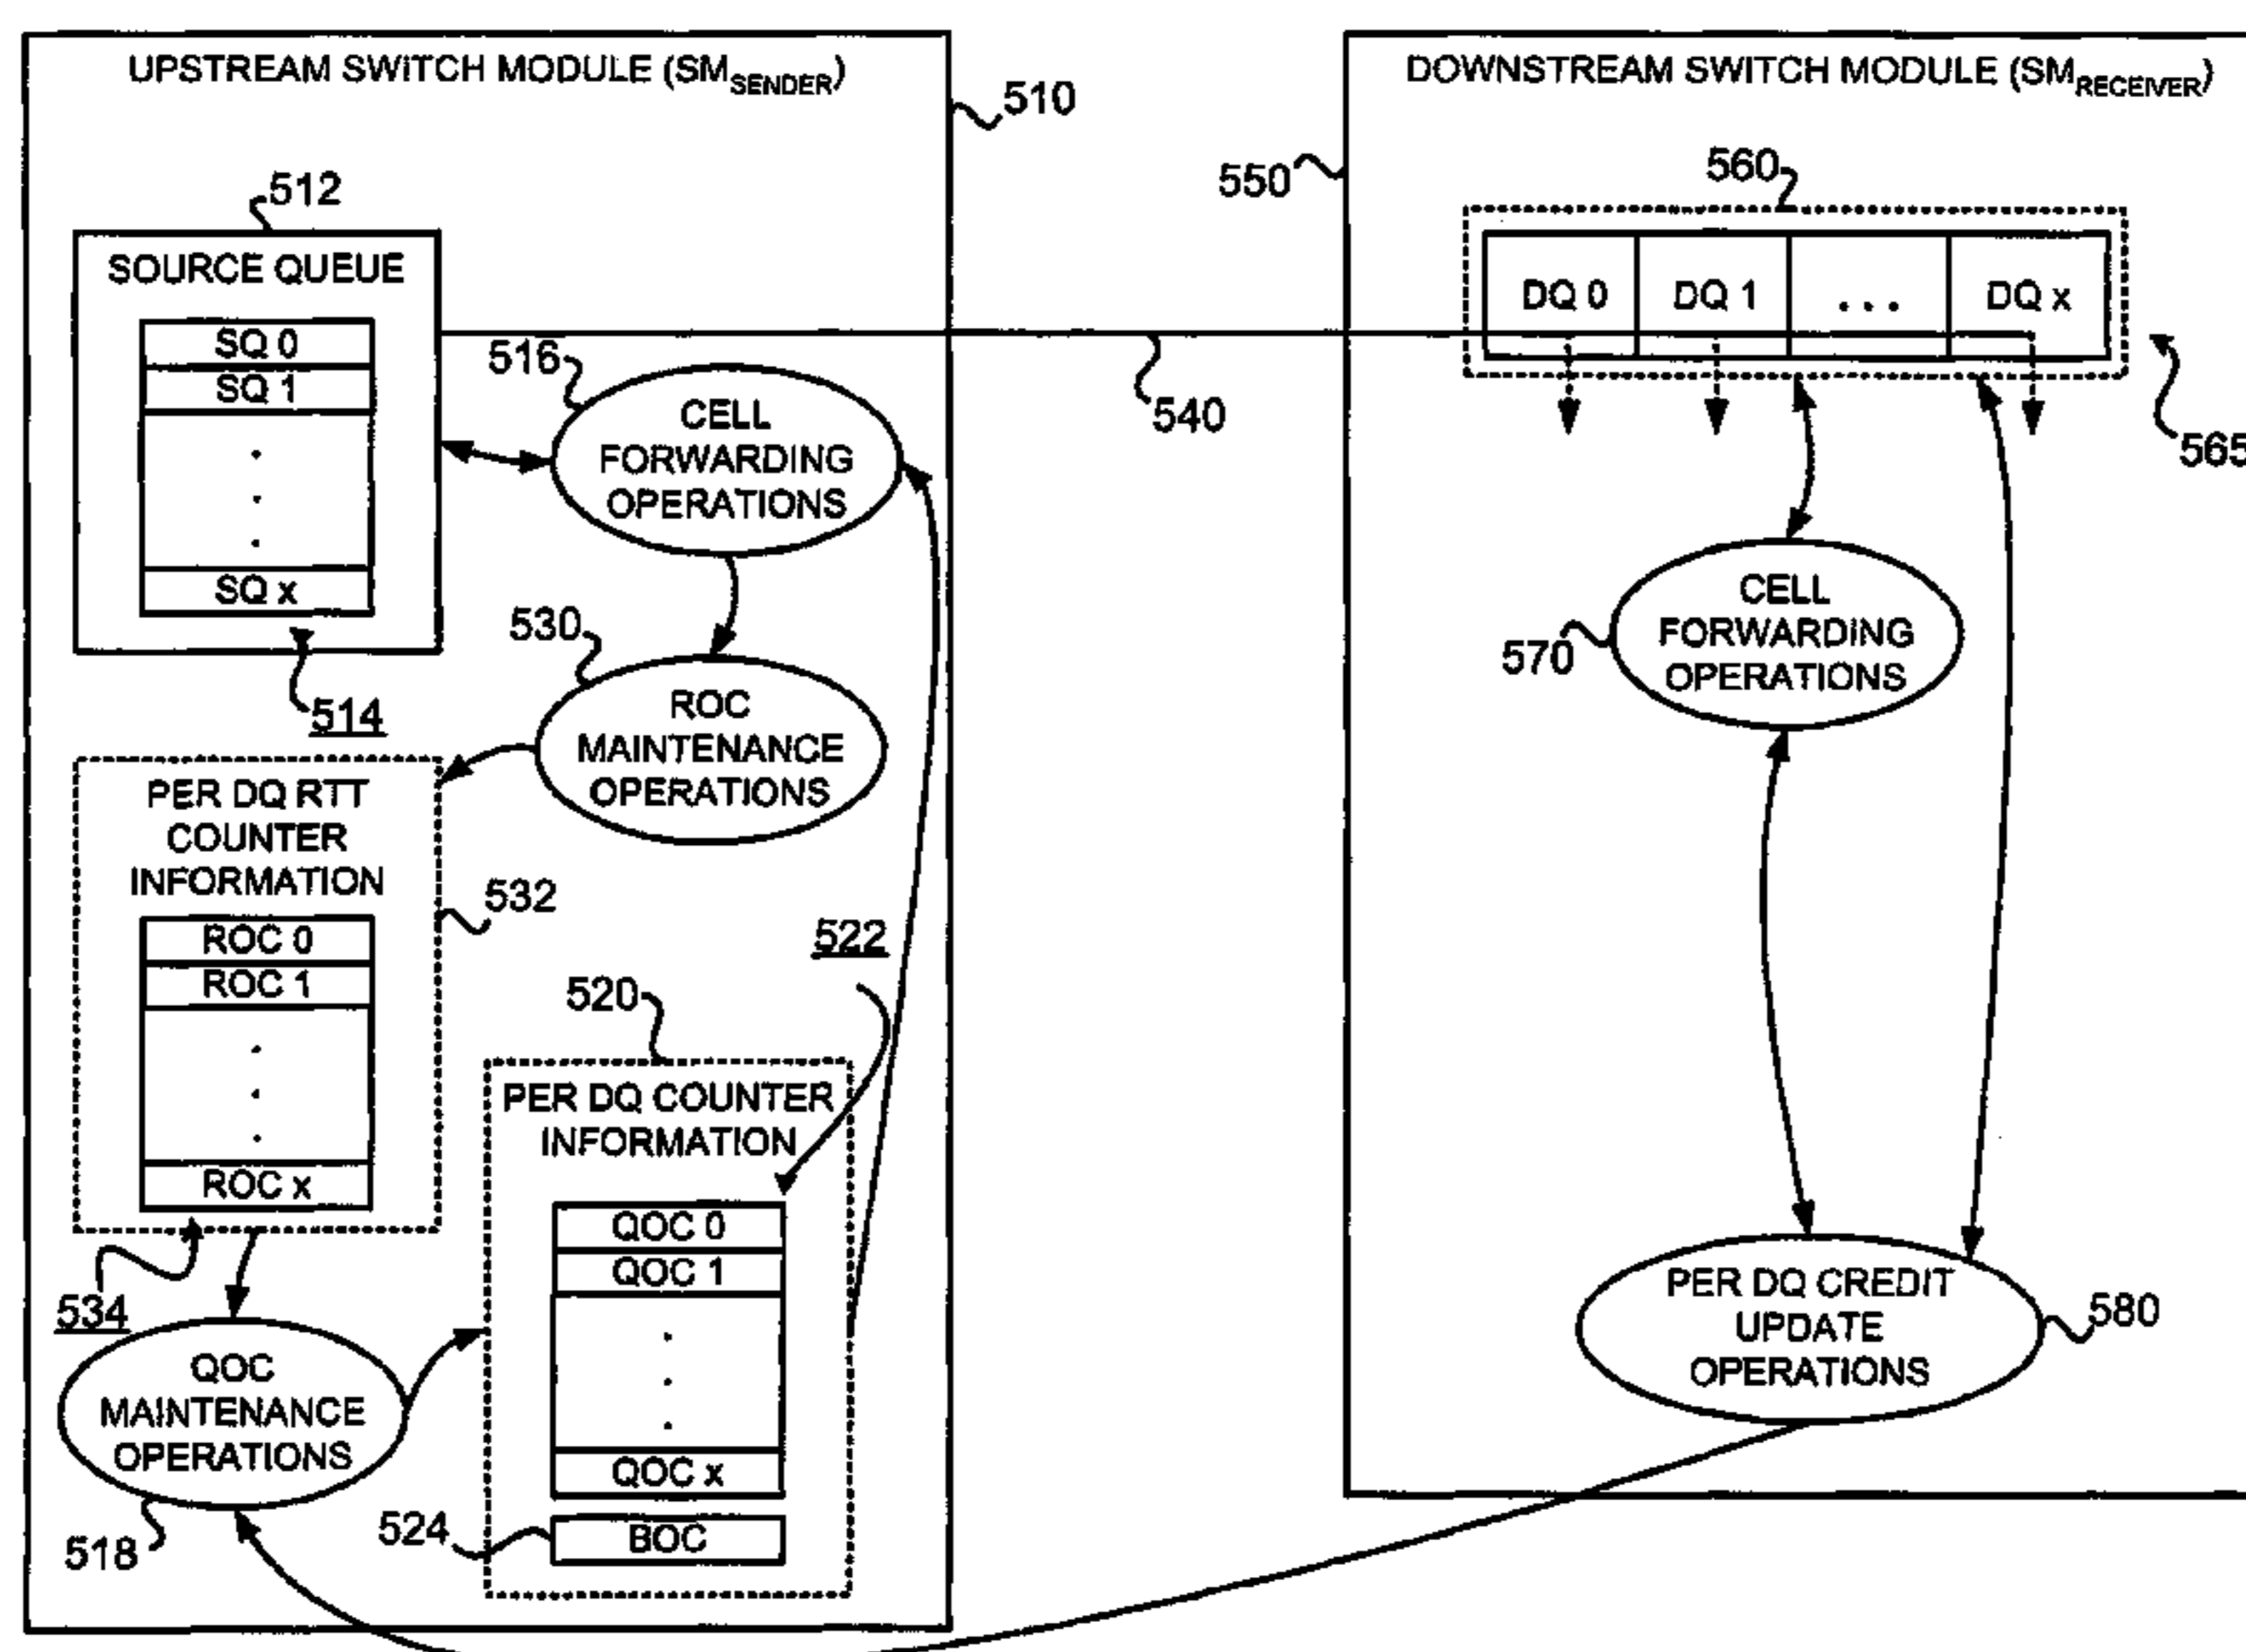 UPSTREAM SWITCH MODULE (SM_SENDER)
510
512
SOURCE QUEUE
SQ 0
SQ 1
SQ x
514
516
CELL
FORWARDING
OPERATIONS
530
ROC
MAINTENANCE
OPERATIONS
PER DQ RTT
COUNTER
INFORMATION
532
ROC 0
ROC 1
ROC x
534
522
520
PER DQ COUNTER
INFORMATION
QOC 0
QOC 1
QOC x
BOC
524
QOC
MAINTENANCE
OPERATIONS
518
540
DOWNSTREAM SWITCH MODULE (SM_RECEIVER)
550
560
DQ 0 DQ 1 ... DQ x
565
570
CELL
FORWARDING
OPERATIONS
PER DQ CREDIT
UPDATE
OPERATIONS
580